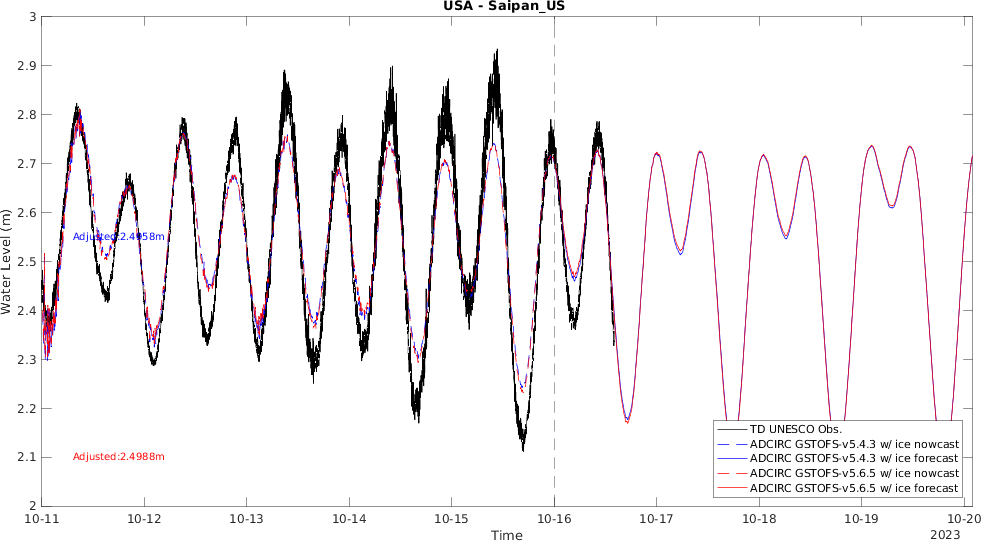 USA - Saipan_US
Water Level (m)
3
2.9
2.8
2.7
2.6
2.5
2.4
2.3
2.2
2.1
2
Adjusted:2.4958m
Adjusted:2.4988m
TD UNESCO Obs.
ADCIRC GSTOFS-v5.4.3 w/ ice nowcast
ADCIRC GSTOFS-v5.4.3 w/ ice forecast
ADCIRC GSTOFS-v5.6.5 w/ ice nowcast
ADCIRC GSTOFS-v5.6.5 w/ ice forecast
10-11 10-12 10-13 10-14 10-15 10-16 10-17 10-18 10-19 10-20
Time
2023